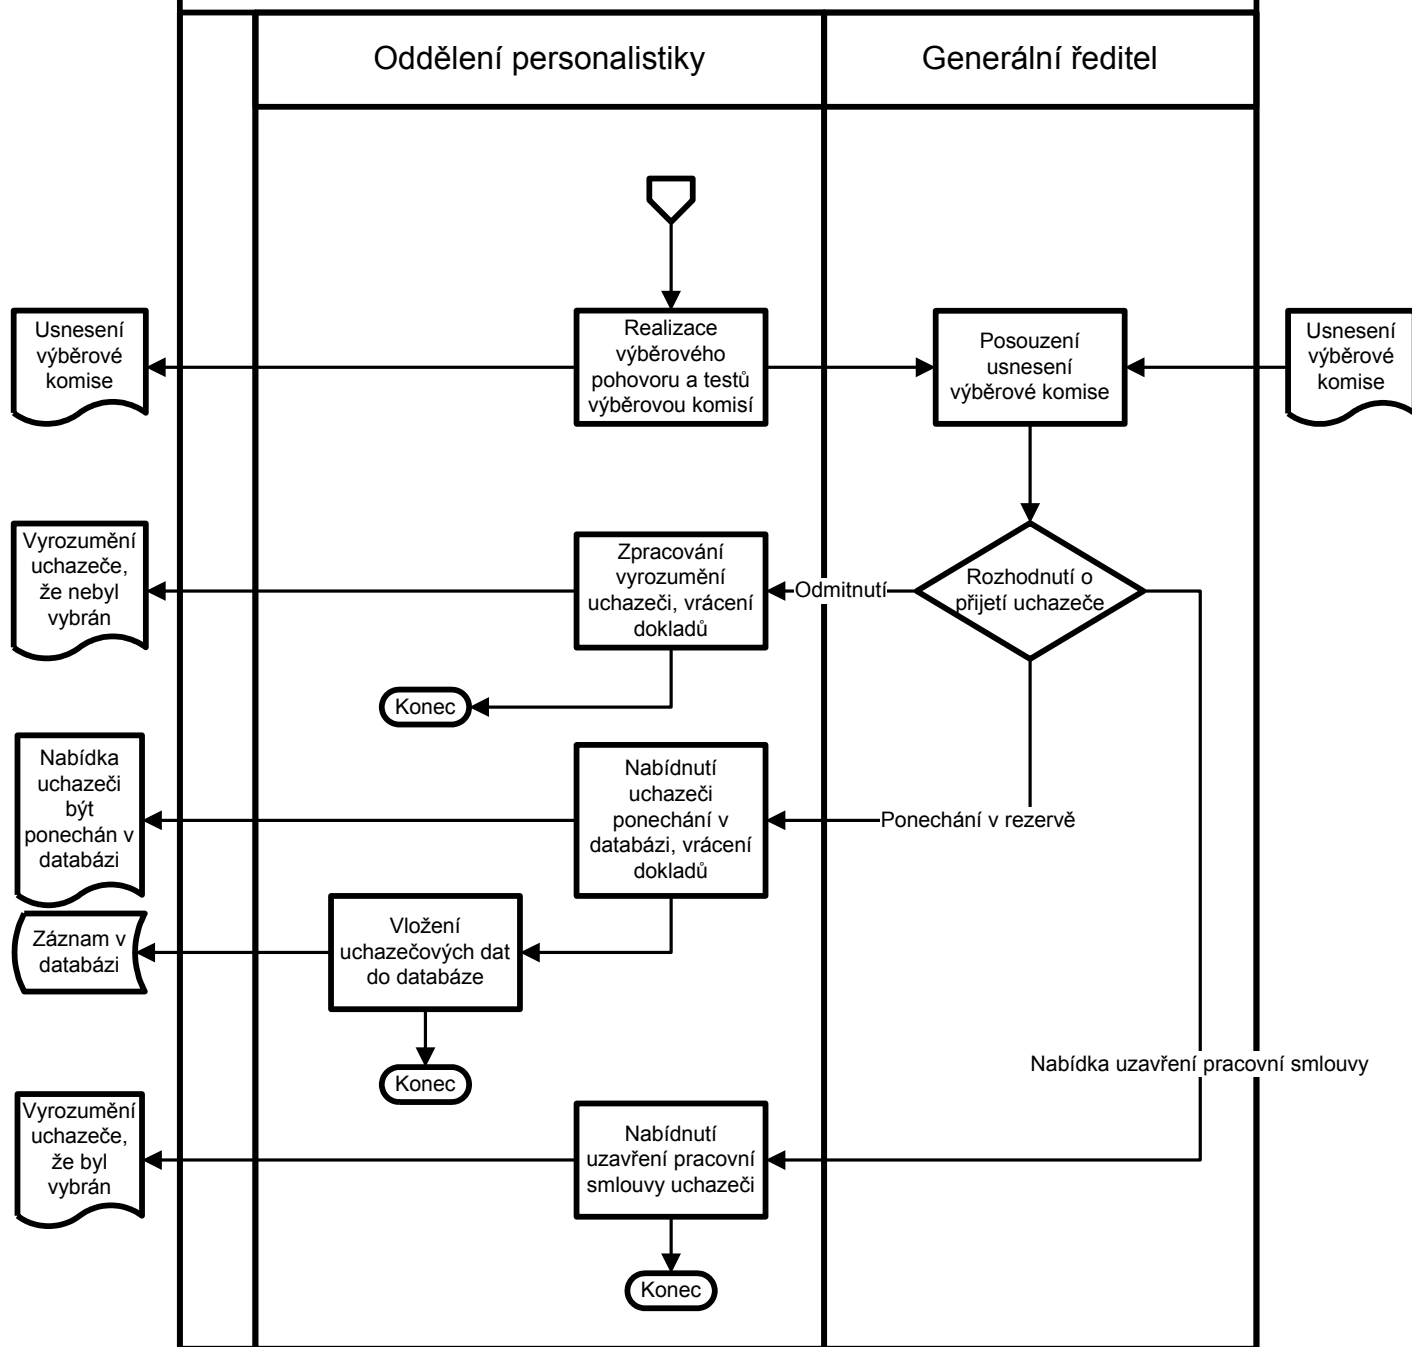 Oddělení personalistiky
Generální ředitel
Usnesení
výběrové
komise
Realizace
výběrového
pohovoru a testů
výběrovou komisí
Posouzení
usnesení
výběrové komise
Usnesení
výběrové
komise
Vyrozumění
uchazeče,
že nebyl
vybrán
Zpracování
vyrozumění
uchazeči, vrácení
dokladů
Odmitnutí
Rozhodnutí o
přijetí uchazeče
Konec
Nabídka
uchazeči
být
ponechán v
databázi
Nabídnutí
uchazeči
ponechání v
databázi, vrácení
dokladů
Ponechání v rezervě
Záznam v
databázi
Vložení
uchazečových dat
do databáze
Konec
Nabídka uzavření pracovní smlouvy
Vyrozumění
uchazeče,
že byl
vybrán
Nabídnutí
uzavření pracovní
smlouvy uchazeči
Konec